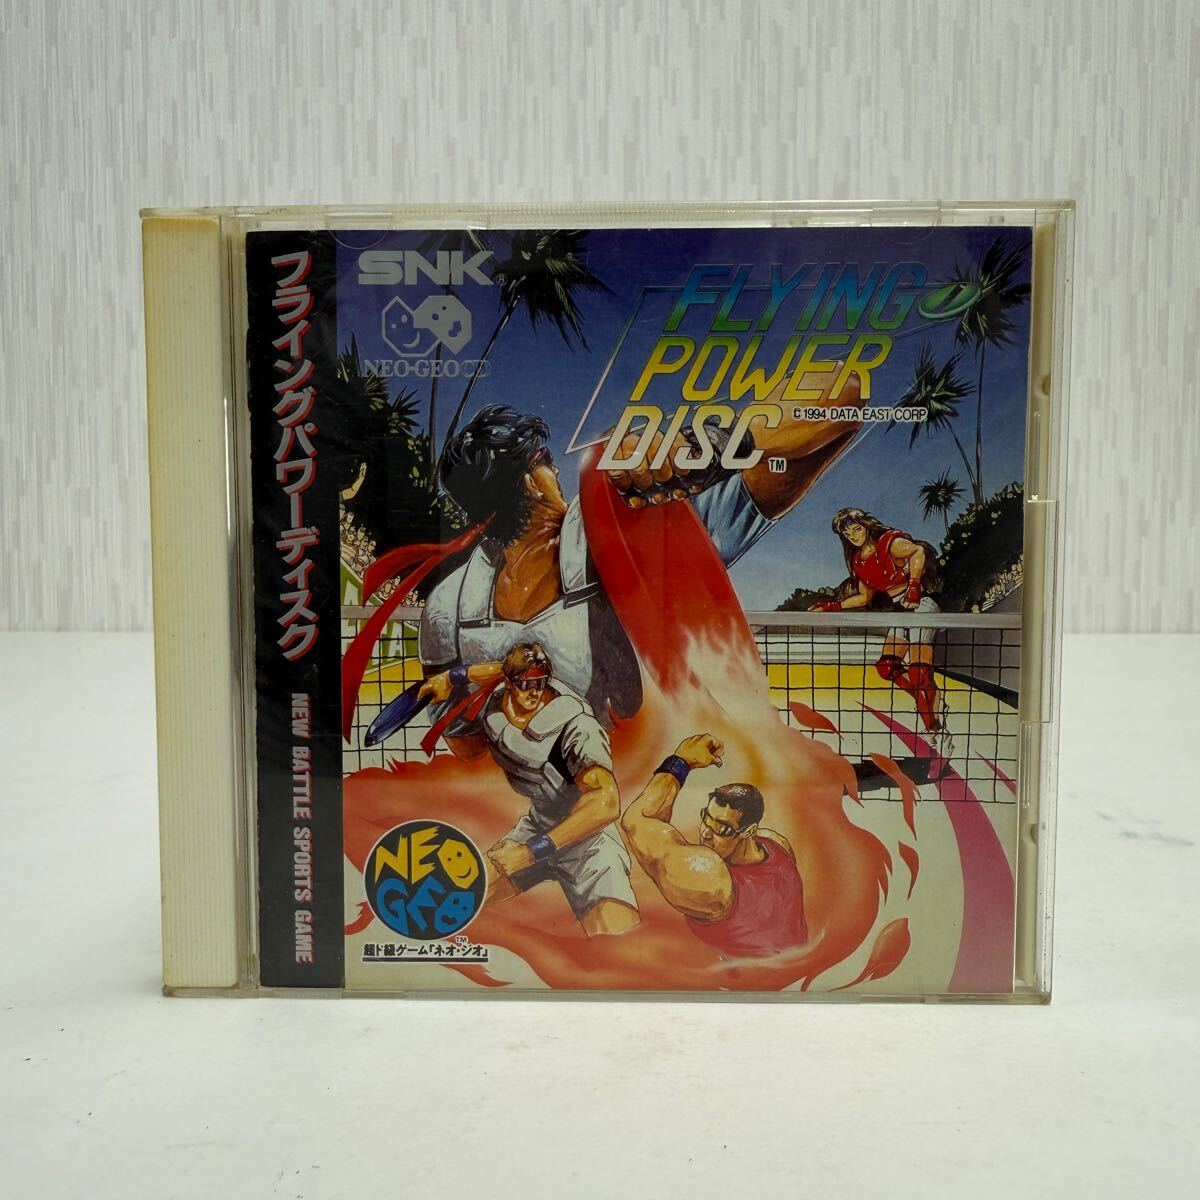 フライングパワーディスク
NEW BATTLE SPORTS GAME
SNK®
NEO·GEO CD
FLYING
POWER
DISC™
© 1994 DATA EAST CORP.
NEO
GEO
™
超ド級ゲーム「ネオ・ジオ」